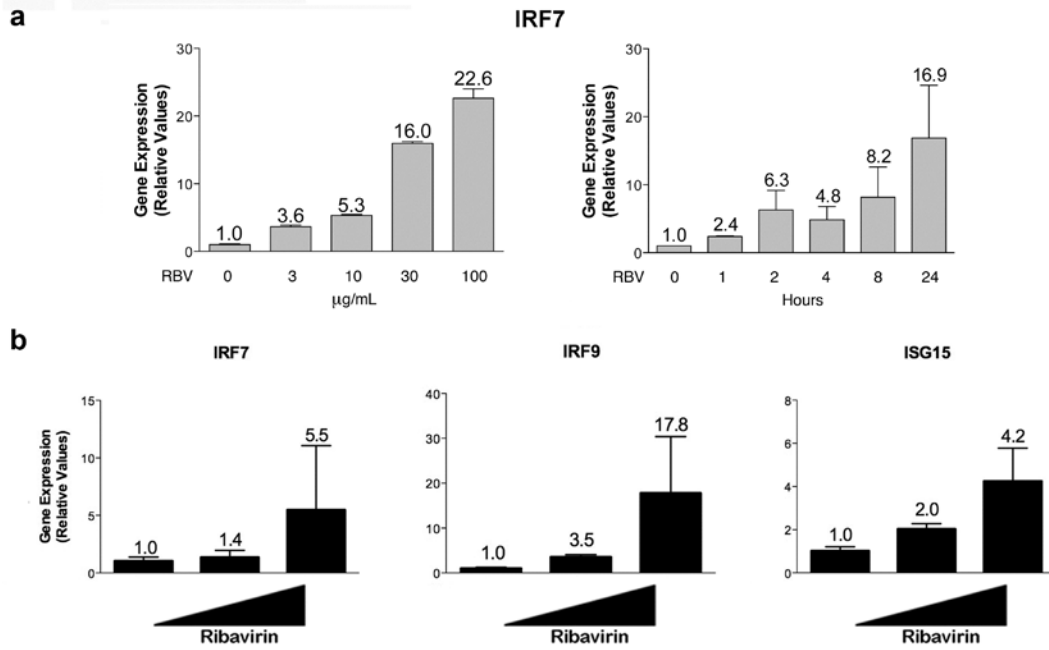 a
IRF7
Gene Expression
(Relative Values)
30
20
10
0
1.0
3.6
5.3
16.0
22.6
RBV 0 3 10 30 100
µg/mL
Gene Expression
(Relative Values)
30
20
10
0
1.0
2.4
6.3
4.8
8.2
16.9
RBV 0 1 2 4 8 24
Hours
b
IRF7
Gene Expression
(Relative Values)
15
10
5
0
1.0
1.4
5.5
Ribavirin
IRF9
40
30
20
10
0
1.0
3.5
17.8
Ribavirin
ISG15
8
6
4
2
0
1.0
2.0
4.2
Ribavirin